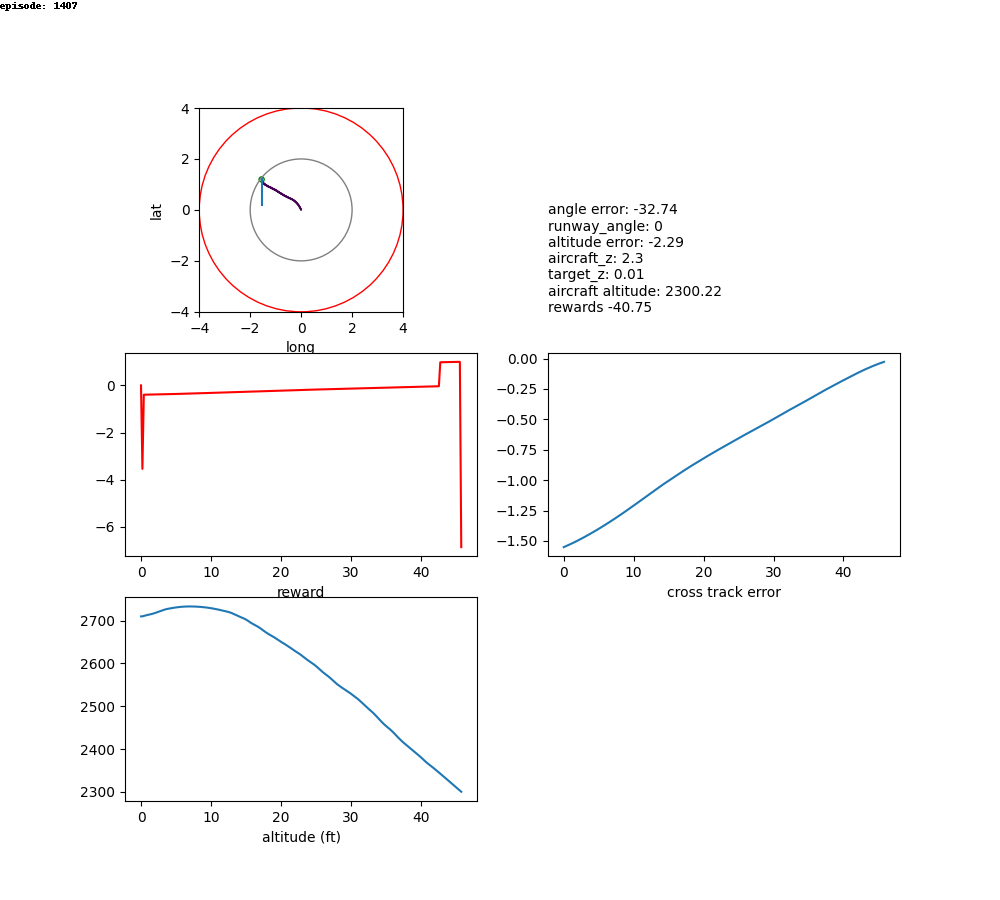 episode: 1407
4
2
0
−2
−4
lat
−4 −2 0 2 4
long
angle error: -32.74
runway_angle: 0
altitude error: -2.29
aircraft_z: 2.3
target_z: 0.01
aircraft altitude: 2300.22
rewards -40.75
0
−2
−4
−6
0 10 20 30 40
reward
0.00
−0.25
−0.50
−0.75
−1.00
−1.25
−1.50
0 10 20 30 40
cross track error
2700
2600
2500
2400
2300
0 10 20 30 40
altitude (ft)